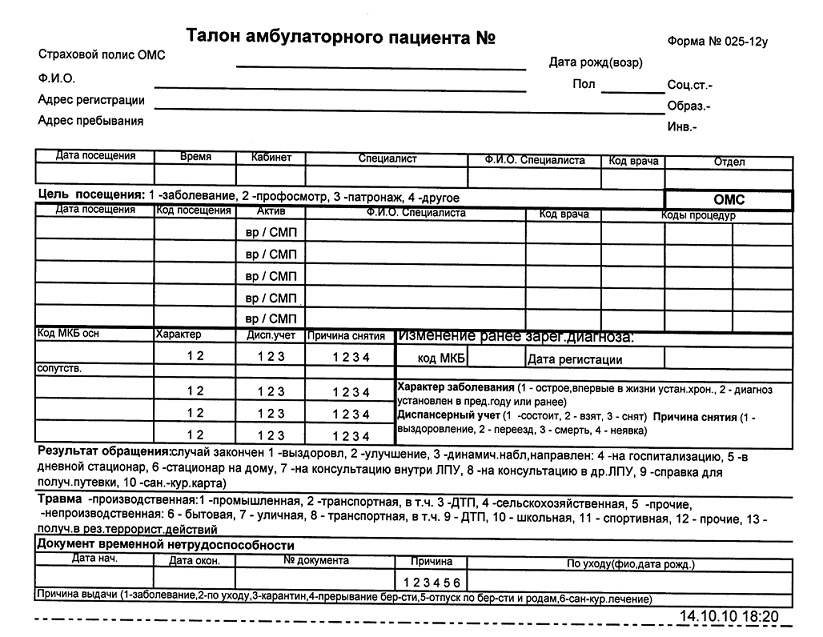 Талон амбулаторного пациента №
Форма № 025-12у
Страховой полис ОМС
Дата рожд(возр)
Ф.И.О.
Пол
Соц.ст.-
Адрес регистрации
Образ.-
Адрес пребывания
Инв.-
Дата посещения Время Кабинет Специалист Ф.И.О. Специалиста Код врача Отдел
Цель посещения: 1 -заболевание, 2 -профосмотр, 3 -патронаж, 4 -другое
ОМС
Дата посещения Код посещения Актив Ф.И.О. Специалиста Код врача Коды процедур
вр / СМП
вр / СМП
вр / СМП
вр / СМП
вр / СМП
Код МКБ осн Характер Дисп.учет Причина снятия Изменение ранее зарег.диагноза:
1 2 1 2 3 1 2 3 4 код МКБ Дата регистации
сопутств.
1 2 1 2 3 1 2 3 4
1 2 1 2 3 1 2 3 4
1 2 1 2 3 1 2 3 4
Характер заболевания (1 - острое,впервые в жизни устан.хрон., 2 - диагноз
установлен в пред.году или ранее)
Диспансерный учет (1 -состоит, 2 - взят, 3 - снят) Причина снятия (1 -
выздоровление, 2 - переезд, 3 - смерть, 4 - неявка)
Результат обращения:случай закончен 1 -выздоровл, 2 -улучшение, 3 -динамич.набл,направлен: 4 -на госпитализацию, 5 -в
дневной стационар, 6 -стационар на дому, 7 -на консультацию внутри ЛПУ, 8 -на консультацию в др.ЛПУ, 9 -справка для
получ.путевки, 10 -сан.-кур.карта)
Травма -производственная:1 -промышленная, 2 -транспортная, в т.ч. 3 -ДТП, 4 -сельскохозяйственная, 5 -прочие,
-непроизводственная: 6 - бытовая, 7 - уличная, 8 - транспортная, в т.ч. 9 - ДТП, 10 - школьная, 11 - спортивная, 12 - прочие, 13 -
получ.в рез.террорист.действий
Документ временной нетрудоспособности
Дата нач. Дата окон. № документа Причина По уходу(фио,дата рожд.)
1 2 3 4 5 6
Причина выдачи (1-заболевание,2-по уходу,3-карантин,4-прерывание бер-сти,5-отпуск по бер-сти и родам,6-сан-кур.лечение)
14.10.10 18:20